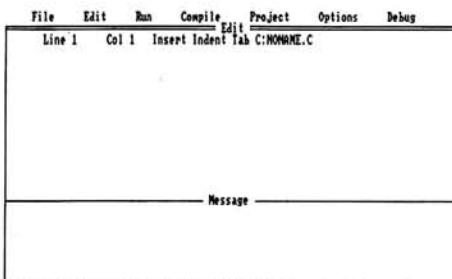 File Edit Run Compile Project Options Debug
Edit
Line 1 Col 1 Insert Indent Tab C:NONAME.C
Message